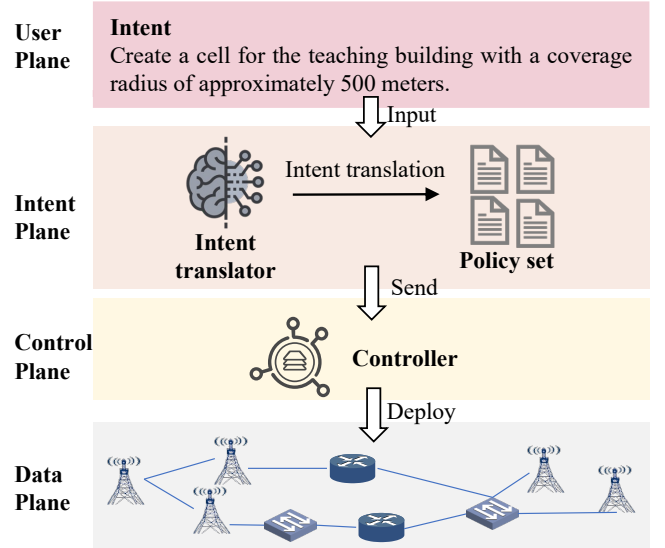 User
Plane
Intent
Create a cell for the teaching building with a coverage
radius of approximately 500 meters.
Input
Intent
Plane
Intent translation
Intent
translator
Policy set
Send
Control
Plane
Controller
Deploy
Data
Plane